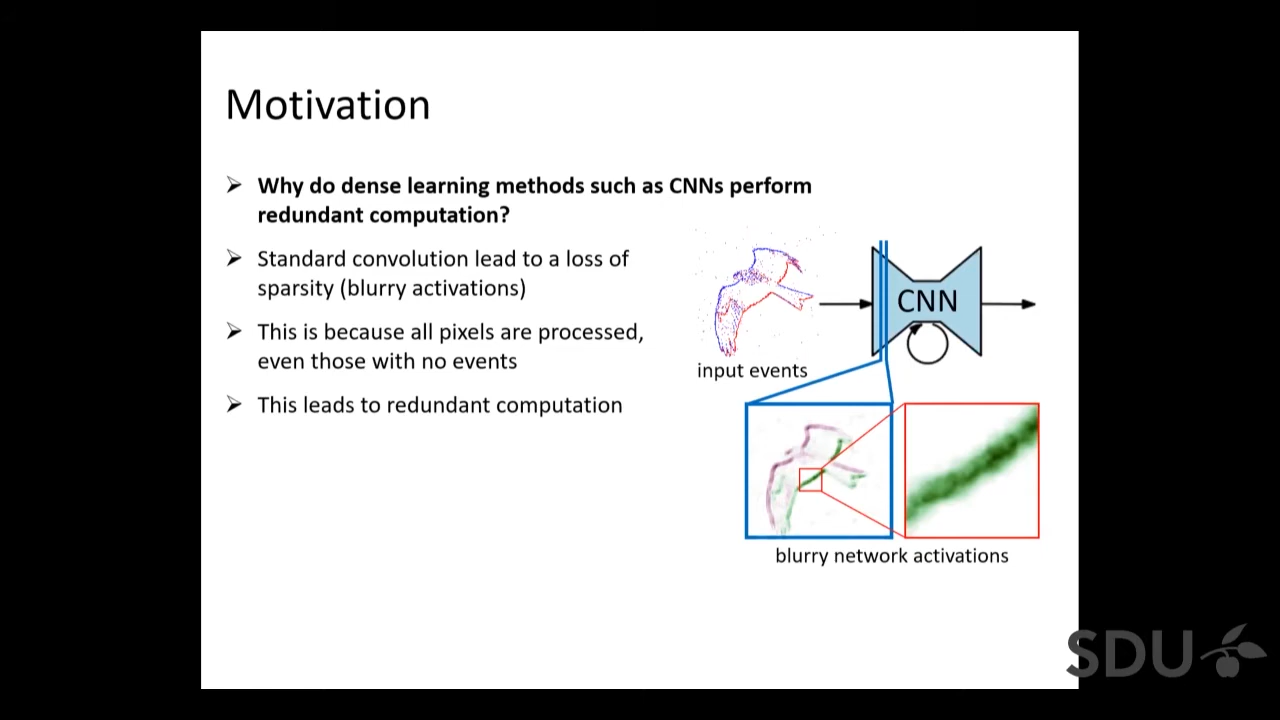 Motivation
➢ Why do dense learning methods such as CNNs perform
redundant computation?
➢ Standard convolution lead to a loss of
sparsity (blurry activations)
➢ This is because all pixels are processed,
even those with no events
➢ This leads to redundant computation
CNN
input events
blurry network activations
SDU